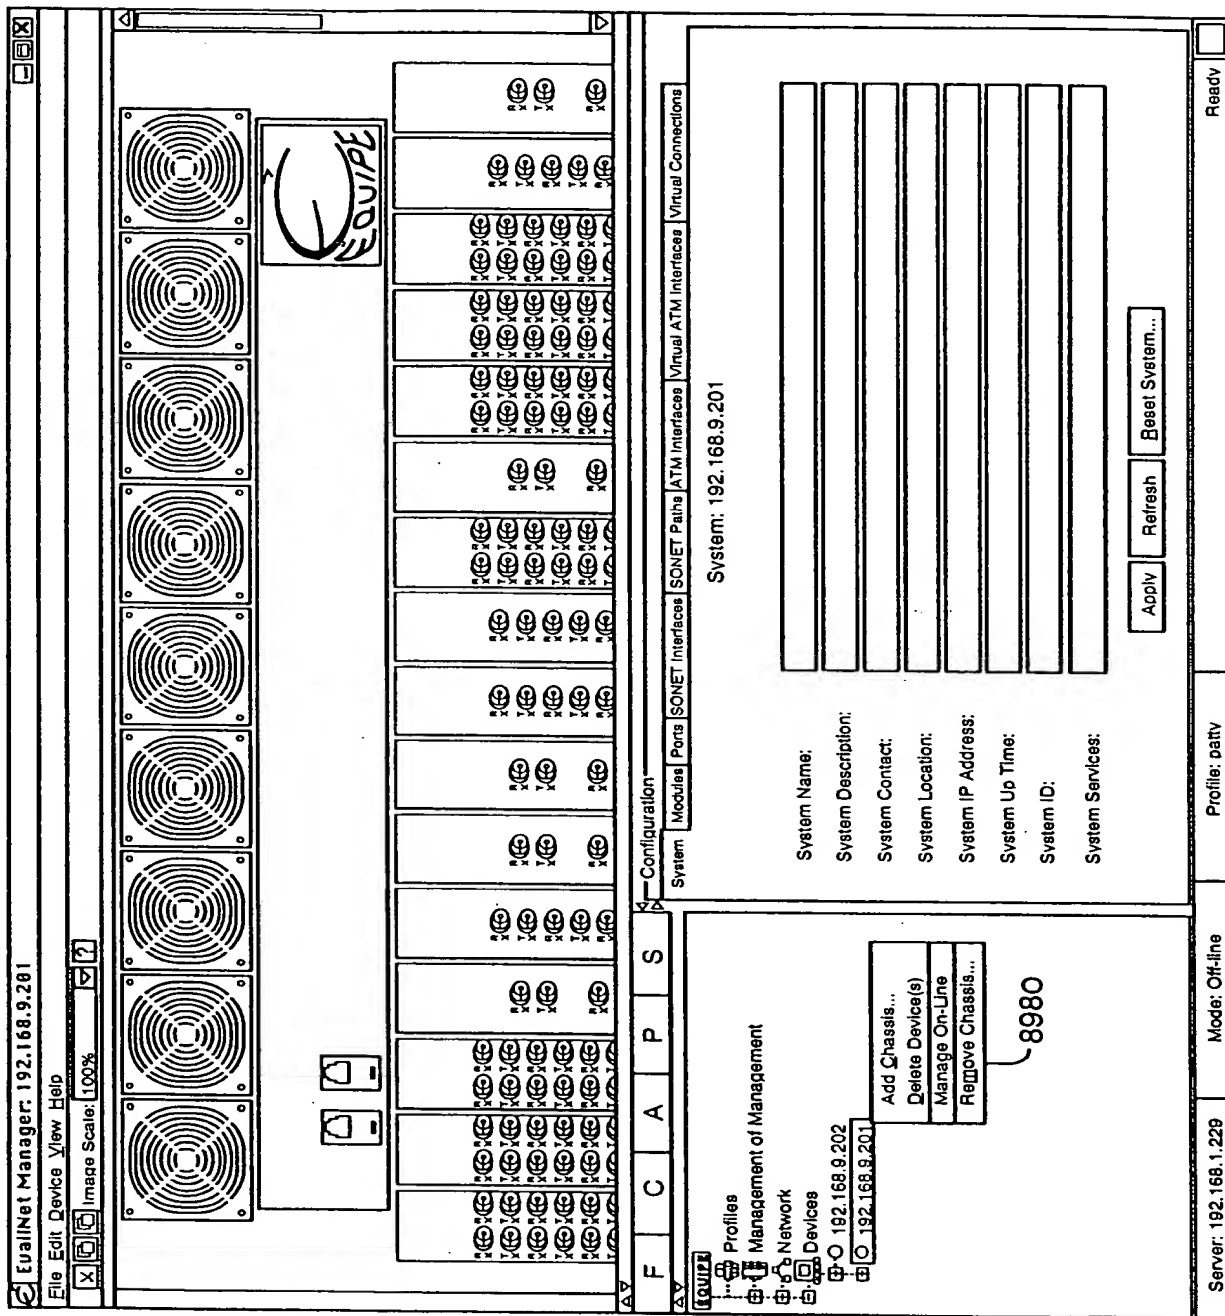 EualiNet Manager: 192.168.9.201
File Edit Device View Help
Image Scale: 100% ?
EQUIPE
F C A P S
EQUIPE
Profiles
Management of Management
Network
Devices
192.168.9.202
192.168.9.201
Add Chassis...
Delete Device(s)
Manage On-Line
Remove Chassis...
8980
Configuration
System Modules Ports SONET Interfaces SONET Paths ATM Interfaces Virtual ATM Interfaces Virtual Connections
System: 192.168.9.201
System Name:
System Description:
System Contact:
System Location:
System IP Address:
System Up Time:
System ID:
System Services:
Apply Refresh Reset System...
Server: 192.168.1.229 Mode: Off-line Profile: patty Ready